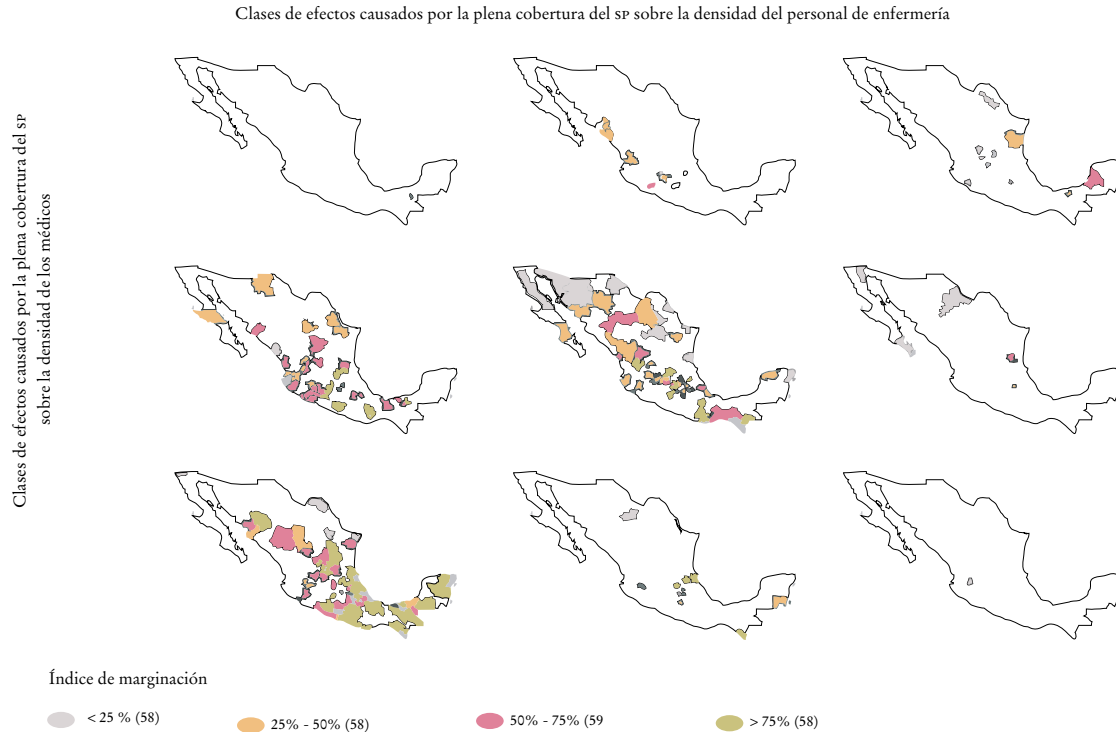 Clases de efectos causados por la plena cobertura del SP sobre la densidad del personal de enfermería
Clases de efectos causados por la plena cobertura del SP
sobre la densidad de los médicos
Índice de marginación
< 25 % (58)
25% - 50% (58)
50% - 75% (59
> 75% (58)